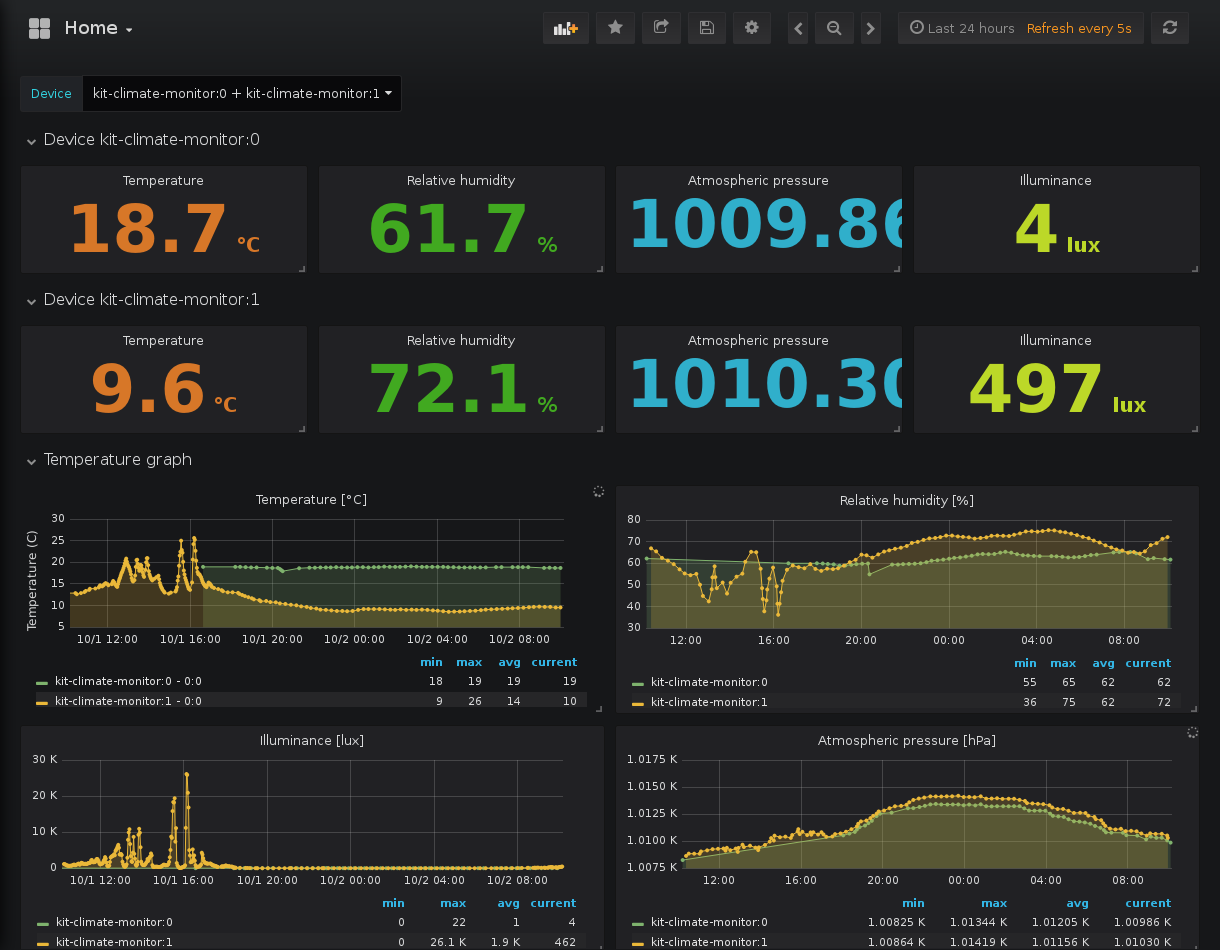 Home
Last 24 hours Refresh every 5s
Device kit-climate-monitor:0 + kit-climate-monitor:1
Device kit-climate-monitor:0
Temperature Relative humidity Atmospheric pressure Illuminance
18.7 °C 61.7 % 1009.86 4 lux
Device kit-climate-monitor:1
Temperature Relative humidity Atmospheric pressure Illuminance
9.6 °C 72.1 % 1010.30 497 lux
Temperature graph
Temperature [°C]
Temperature (C)
30
25
20
15
10
5
10/1 12:00 10/1 16:00 10/1 20:00 10/2 00:00 10/2 04:00 10/2 08:00
min max avg current
kit-climate-monitor:0 - 0:0 18 19 19 19
kit-climate-monitor:1 - 0:0 9 26 14 10
Relative humidity [%]
80
70
60
50
40
30
12:00 16:00 20:00 00:00 04:00 08:00
min max avg current
kit-climate-monitor:0 55 65 62 62
kit-climate-monitor:1 36 75 62 72
Illuminance [lux]
30 K
20 K
10 K
0
10/1 12:00 10/1 16:00 10/1 20:00 10/2 00:00 10/2 04:00 10/2 08:00
min max avg current
kit-climate-monitor:0 0 22 1 4
kit-climate-monitor:1 0 26.1 K 1.9 K 462
Atmospheric pressure [hPa]
1.0175 K
1.0150 K
1.0125 K
1.0100 K
1.0075 K
12:00 16:00 20:00 00:00 04:00 08:00
min max avg current
kit-climate-monitor:0 1.00825 K 1.01344 K 1.01205 K 1.00986 K
kit-climate-monitor:1 1.00864 K 1.01419 K 1.01156 K 1.01030 K